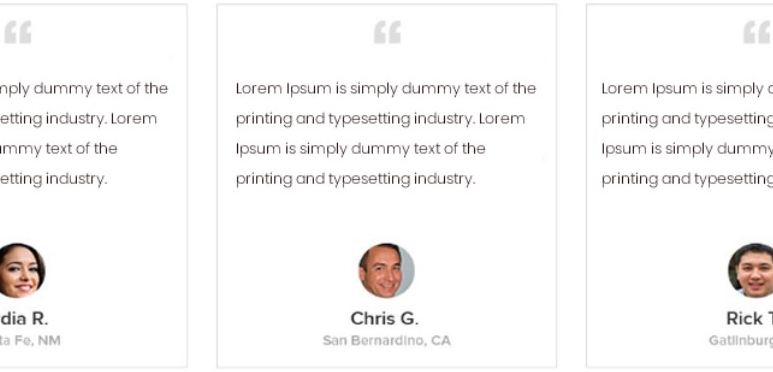 mply dummy text of the
etting industry. Lorem
ummy text of the
etting industry.
dia R.
ta Fe, NM
Lorem Ipsum is simply dummy text of the
printing and typesetting industry. Lorem
Ipsum is simply dummy text of the
printing and typesetting industry.
Chris G.
San Bernardino, CA
Lorem Ipsum is simply
printing and typesetting
Ipsum is simply dummy
printing and typesetting
Rick
Gatlinburg